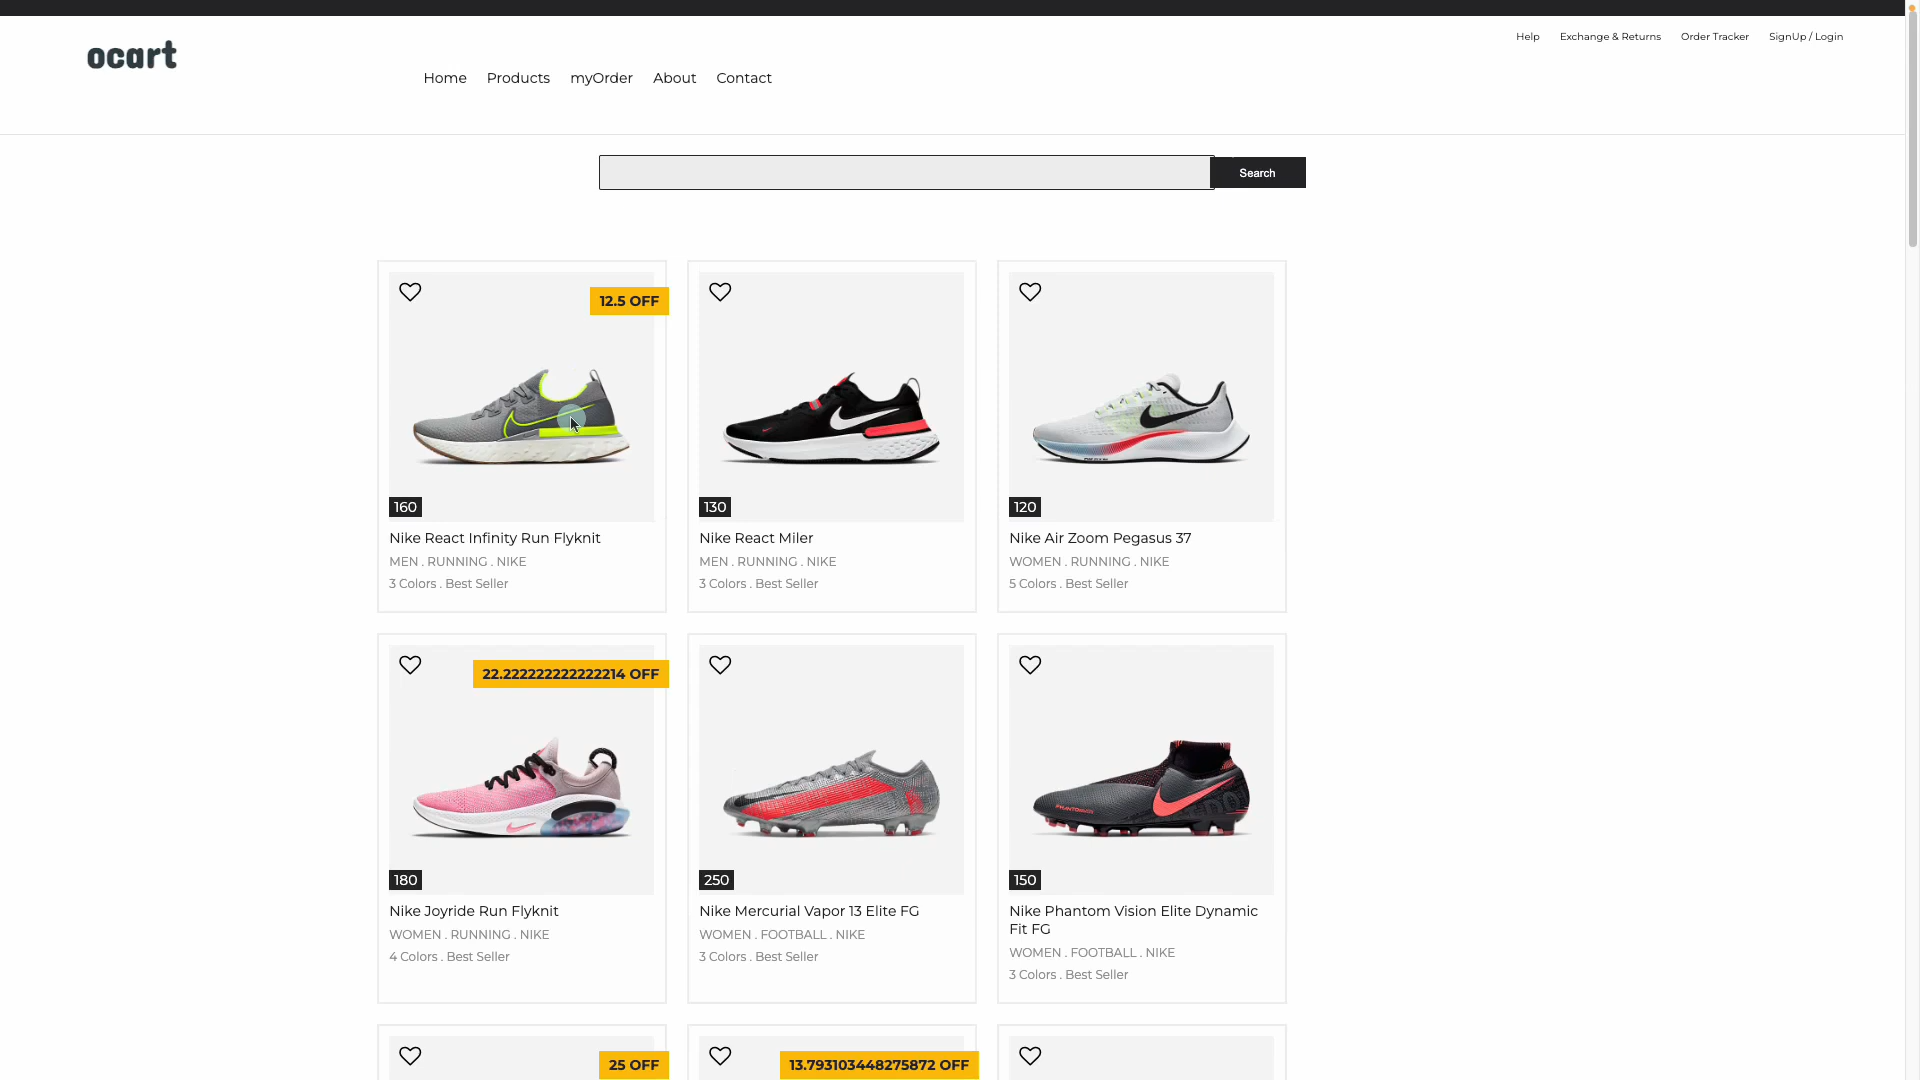 Help Exchange & Returns Order Tracker SignUp / Login
ocart
Home Products myOrder About Contact
Search
12.5 OFF
160
130
120
Nike React Infinity Run Flyknit
MEN . RUNNING . NIKE
3 Colors . Best Seller
Nike React Miler
MEN . RUNNING . NIKE
3 Colors . Best Seller
Nike Air Zoom Pegasus 37
WOMEN . RUNNING . NIKE
5 Colors . Best Seller
22.222222222222214 OFF
180
250
150
Nike Joyride Run Flyknit
WOMEN . RUNNING . NIKE
4 Colors . Best Seller
Nike Mercurial Vapor 13 Elite FG
WOMEN . FOOTBALL . NIKE
3 Colors . Best Seller
Nike Phantom Vision Elite Dynamic
Fit FG
WOMEN . FOOTBALL . NIKE
3 Colors . Best Seller
25 OFF
13.793103448275872 OFF